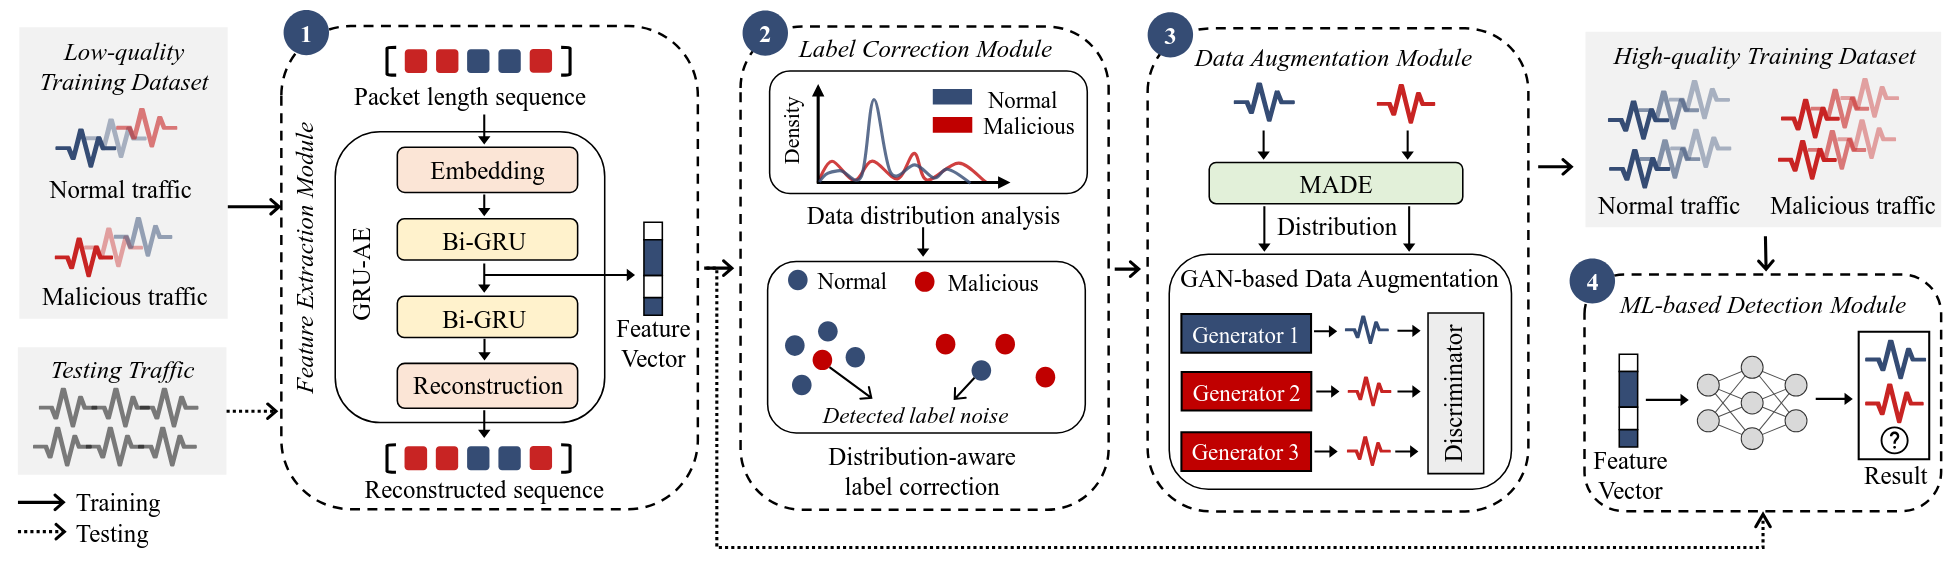 Low-quality
Training Dataset
Normal traffic
Malicious traffic
Testing Traffic
Training
Testing
1
Feature Extraction Module
Packet length sequence
GRU-AE
Embedding
Bi-GRU
Bi-GRU
Reconstruction
Reconstructed sequence
Feature
Vector
2
Label Correction Module
Density
Normal
Malicious
Data distribution analysis
Normal
Malicious
Detected label noise
Distribution-aware
label correction
3
Data Augmentation Module
MADE
Distribution
GAN-based Data Augmentation
Generator 1
Generator 2
Generator 3
Discriminator
High-quality Training Dataset
Normal traffic
Malicious traffic
4
ML-based Detection Module
Feature
Vector
?
Result